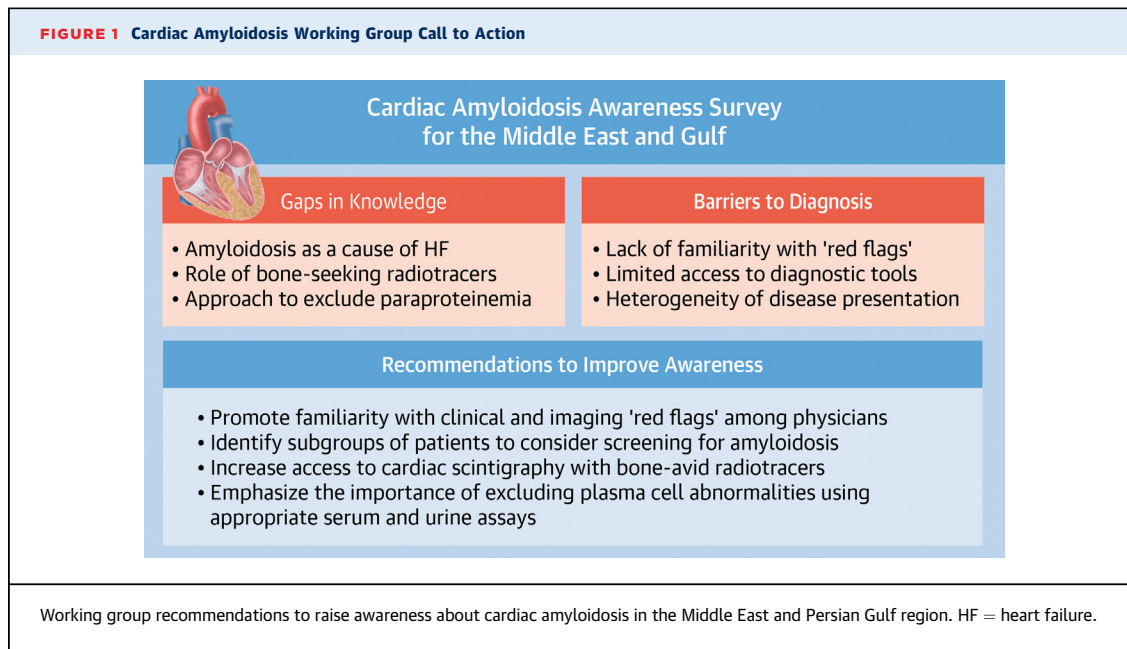 FIGURE 1 Cardiac Amyloidosis Working Group Call to Action
Cardiac Amyloidosis Awareness Survey
for the Middle East and Gulf
Gaps in Knowledge
• Amyloidosis as a cause of HF
• Role of bone-seeking radiotracers
• Approach to exclude paraproteinemia
Barriers to Diagnosis
• Lack of familiarity with 'red flags'
• Limited access to diagnostic tools
• Heterogeneity of disease presentation
Recommendations to Improve Awareness
• Promote familiarity with clinical and imaging 'red flags' among physicians
• Identify subgroups of patients to consider screening for amyloidosis
• Increase access to cardiac scintigraphy with bone-avid radiotracers
• Emphasize the importance of excluding plasma cell abnormalities using
appropriate serum and urine assays
Working group recommendations to raise awareness about cardiac amyloidosis in the Middle East and Persian Gulf region. HF = heart failure.